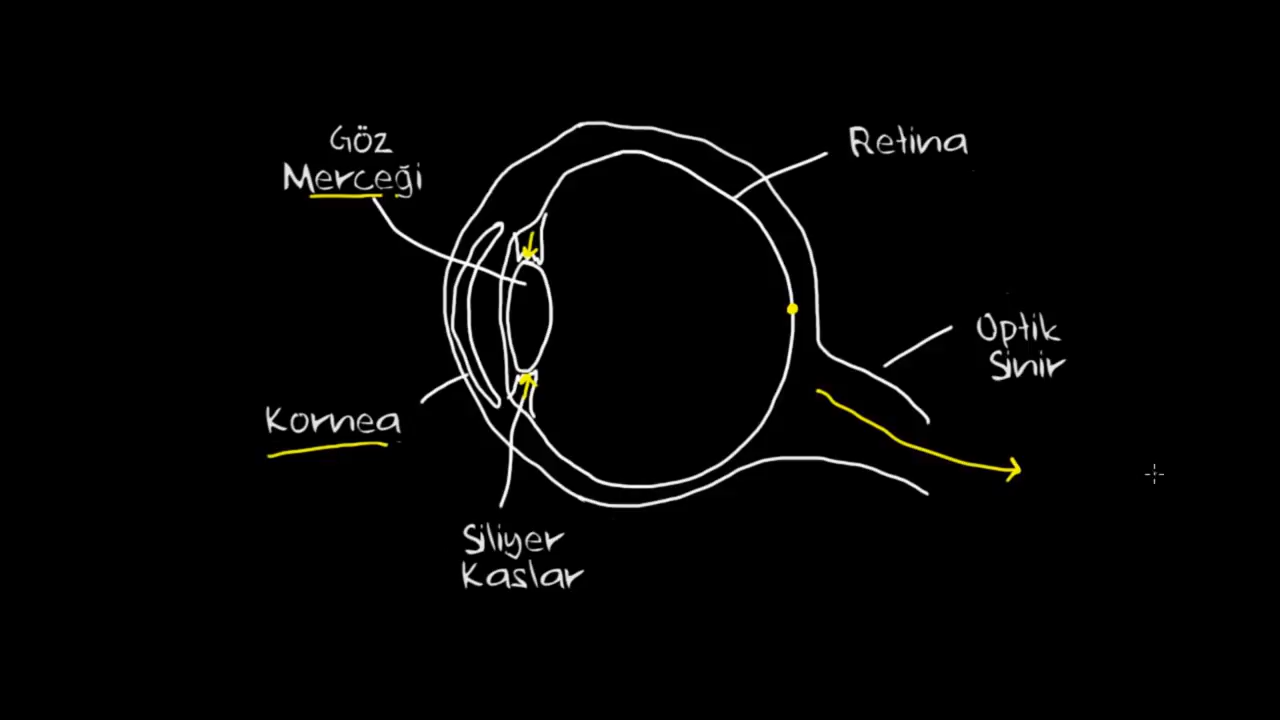 Göz
Merceği
Retina
Optik
Sinir
Kornea
Siliyer
Kaslar